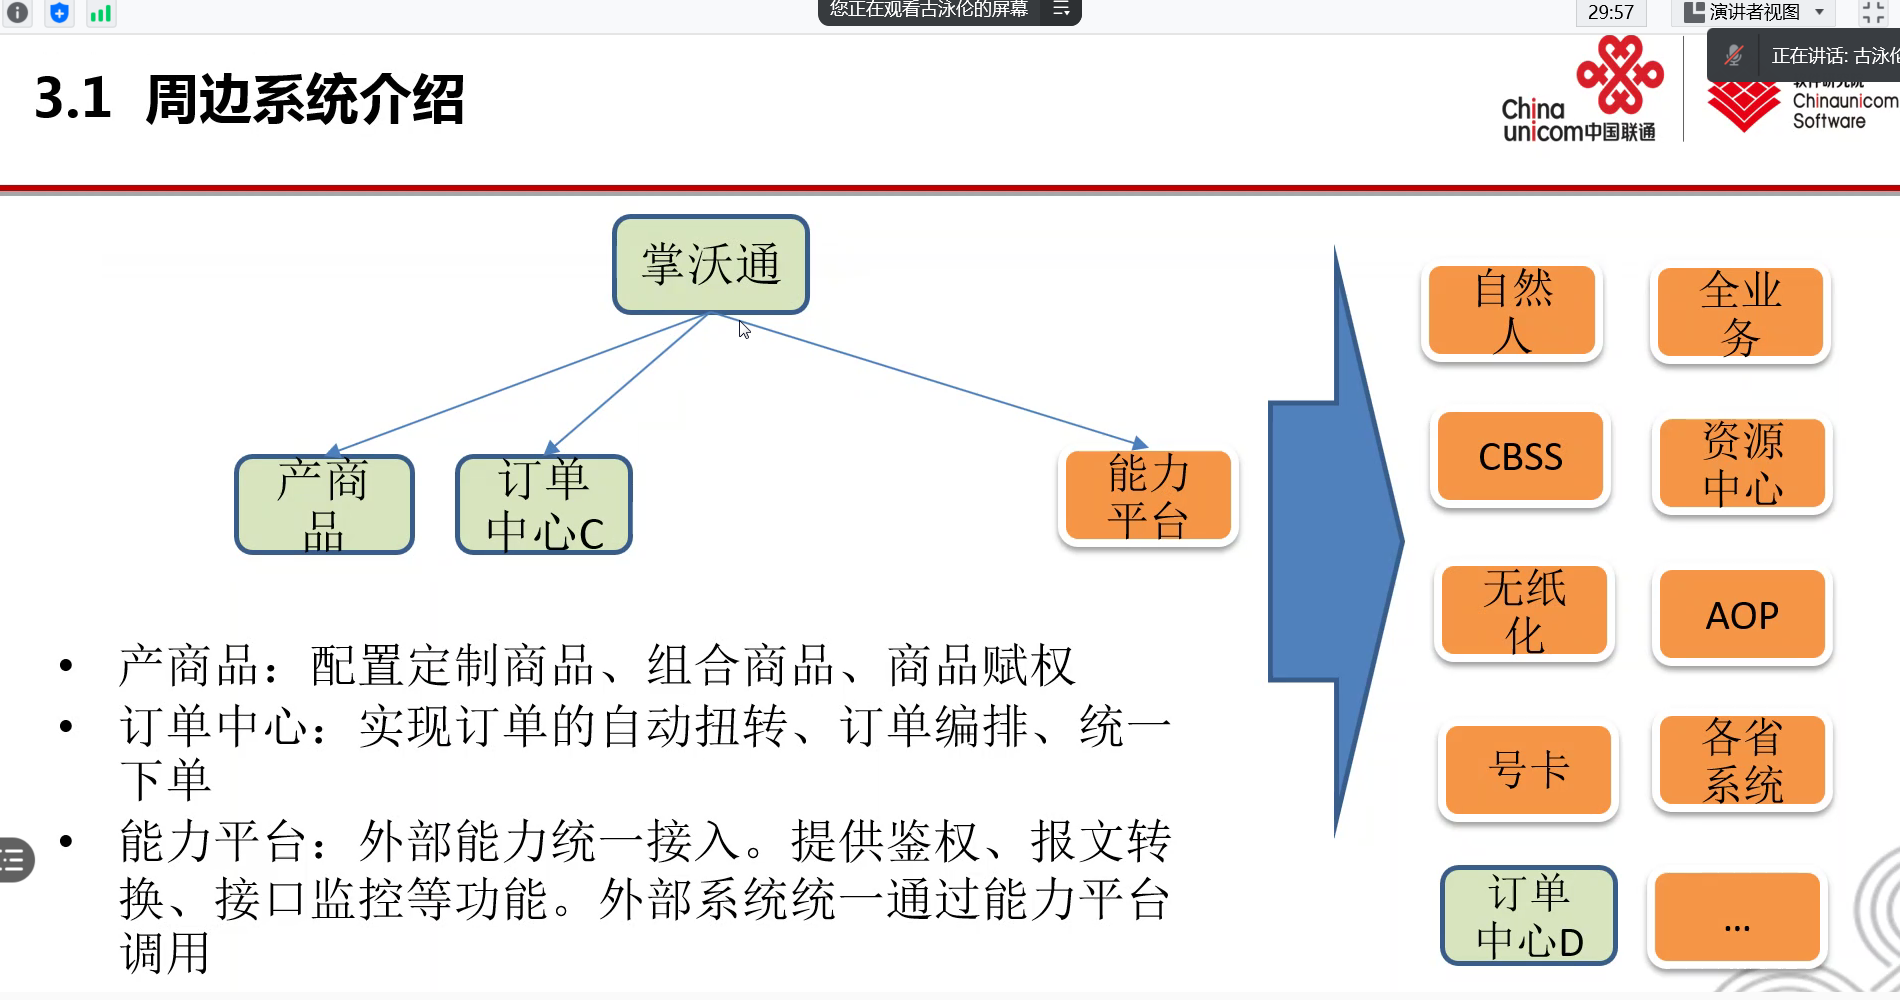 您正在观看古泳伦的屏幕
29:57
演讲者视图
正在讲话: 古泳伦
3.1 周边系统介绍
China
unicom中国联通
Chinaunicom
Software
掌沃通
产商
品
订单
中心C
能力
平台
自然
人
全业
务
CBSS
资源
中心
无纸
化
AOP
号卡
各省
系统
订单
中心D
...
• 产商品：配置定制商品、组合商品、商品赋权
• 订单中心：实现订单的自动扭转、订单编排、统一
下单
• 能力平台：外部能力统一接入。提供鉴权、报文转
换、接口监控等功能。外部系统统一通过能力平台
调用